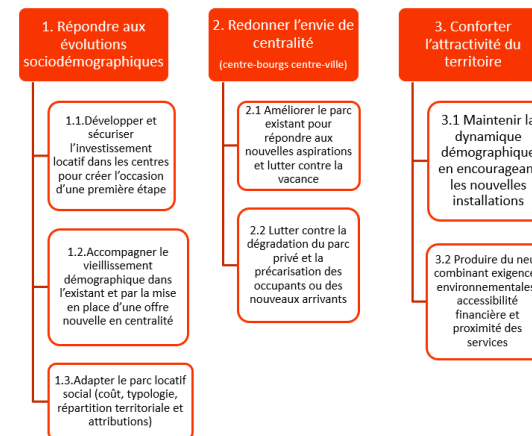 1. Répondre aux
évolutions
sociodémographiques
1.1.Développer et
sécuriser
l'investissement
locatif dans les centres
pour créer l'occasion
d'une première étape
1.2.Accompagner le
vieillissement
démographique dans
l'existant et par la mise
en place d'une offre
nouvelle en centralité
1.3.Adapter le parc locatif
social (coût, typologie,
répartition territoriale et
attributions)
2. Redonner l'envie de
centralité
(centre-bourgs centre-ville)
2.1 Améliorer le parc
existant pour
répondre aux
nouvelles aspirations
et lutter contre la
vacance
2.2 Lutter contre la
dégradation du parc
privé et la
précarisation des
occupants ou des
nouveaux arrivants
3. Conforter
l'attractivité du
territoire
3.1 Maintenir la
dynamique
démographique
en encouragean
les nouvelles
installations
3.2 Produire du neu
combinant exigence
environnementales
accessibilité
financière et
proximité des
services